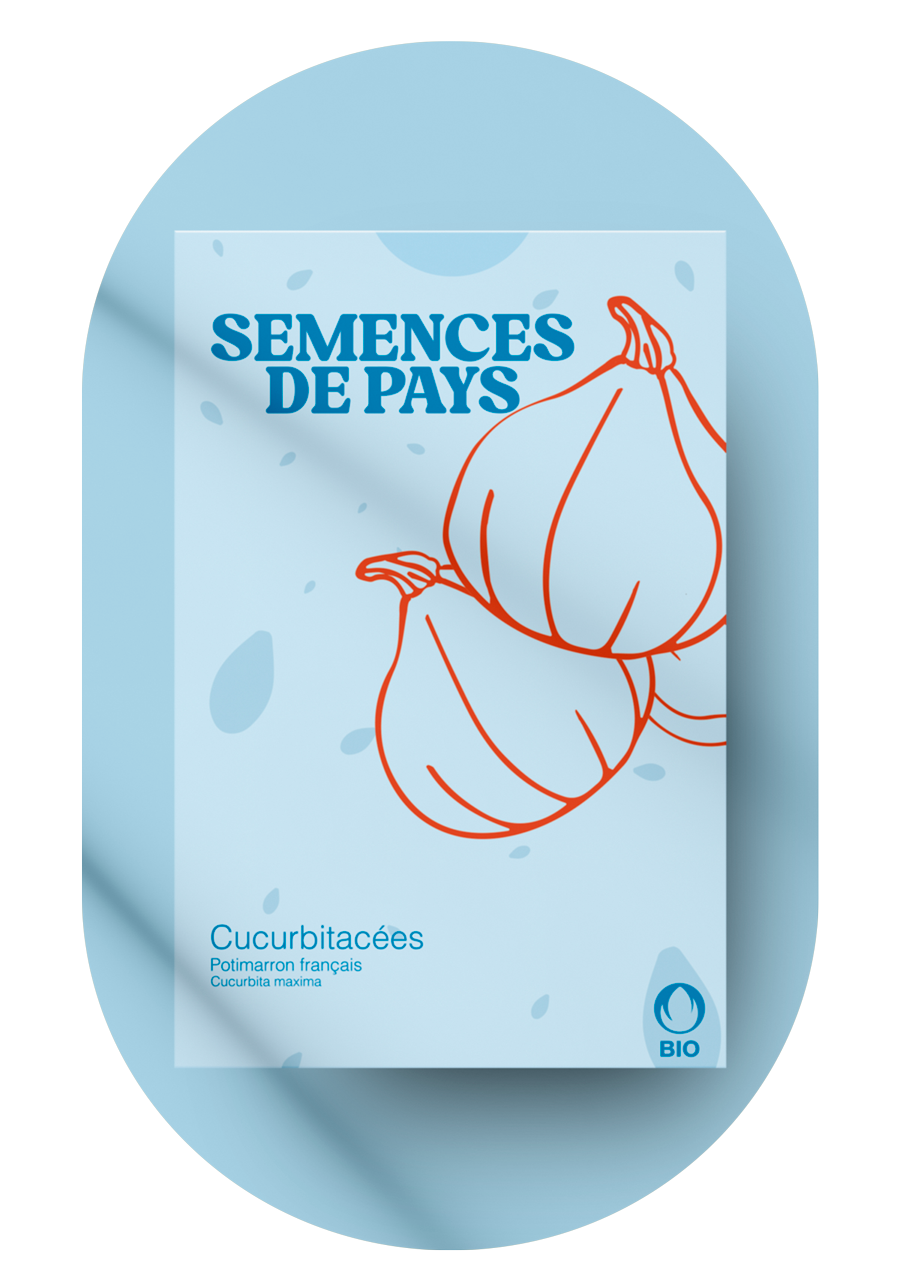 SEMENCES
DE PAYS
Cucurbitacées
Potimarron français
Cucurbita maxima
BIO